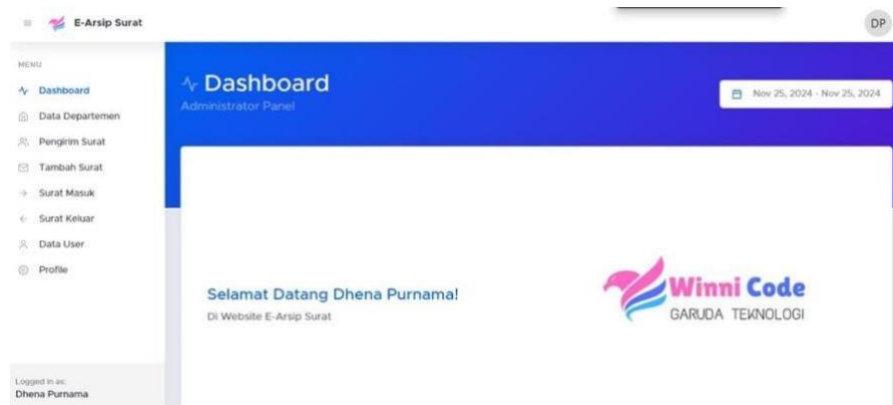 E-Arsip Surat
DP
MENU
Dashboard
Data Departemen
Pengirim Surat
Tambah Surat
Surat Masuk
Surat Keluar
Data User
Profile
Logged in as:
Dhena Purnama
Dashboard
Administrator Panel
Nov 25, 2024 - Nov 25, 2024
Selamat Datang Dhena Purnama!
Di Website E-Arsip Surat
Winni Code
GARUDA TEKNOLOGI